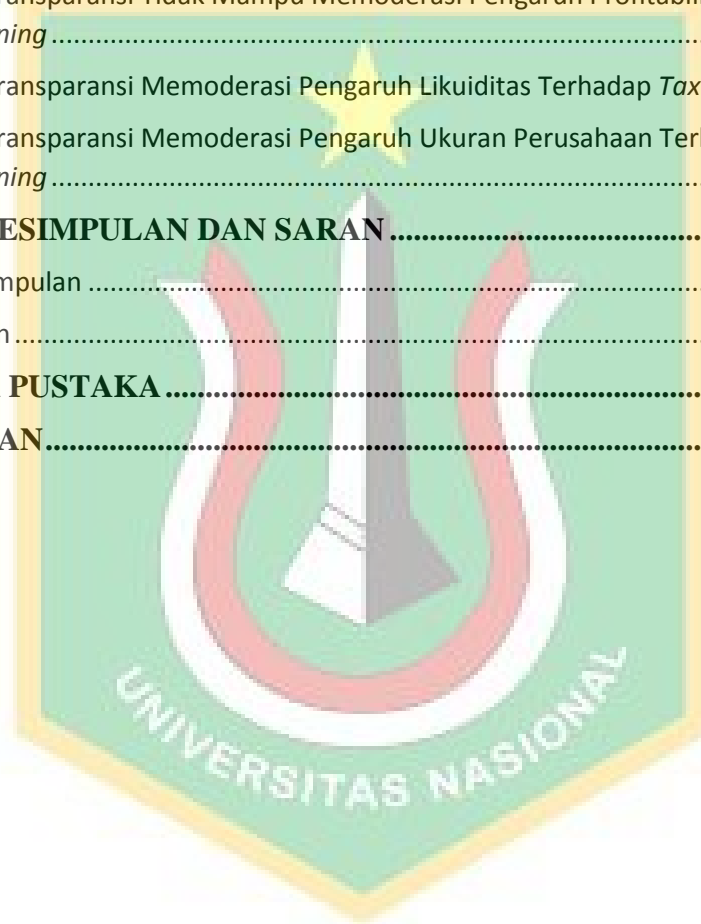 ransparansi Tidak Mampu Memoderasi Pengaruh Profitabili
ning ....................................................................................
ransparansi Memoderasi Pengaruh Likuiditas Terhadap Tax
ransparansi Memoderasi Pengaruh Ukuran Perusahaan Terh
ning ....................................................................................
ESIMPULAN DAN SARAN ..............................................
mpulan ...............................................................................
n .........................................................................................
PUSTAKA ..........................................................................
AN.......................................................................................
UNIVERSITAS NASIONAL